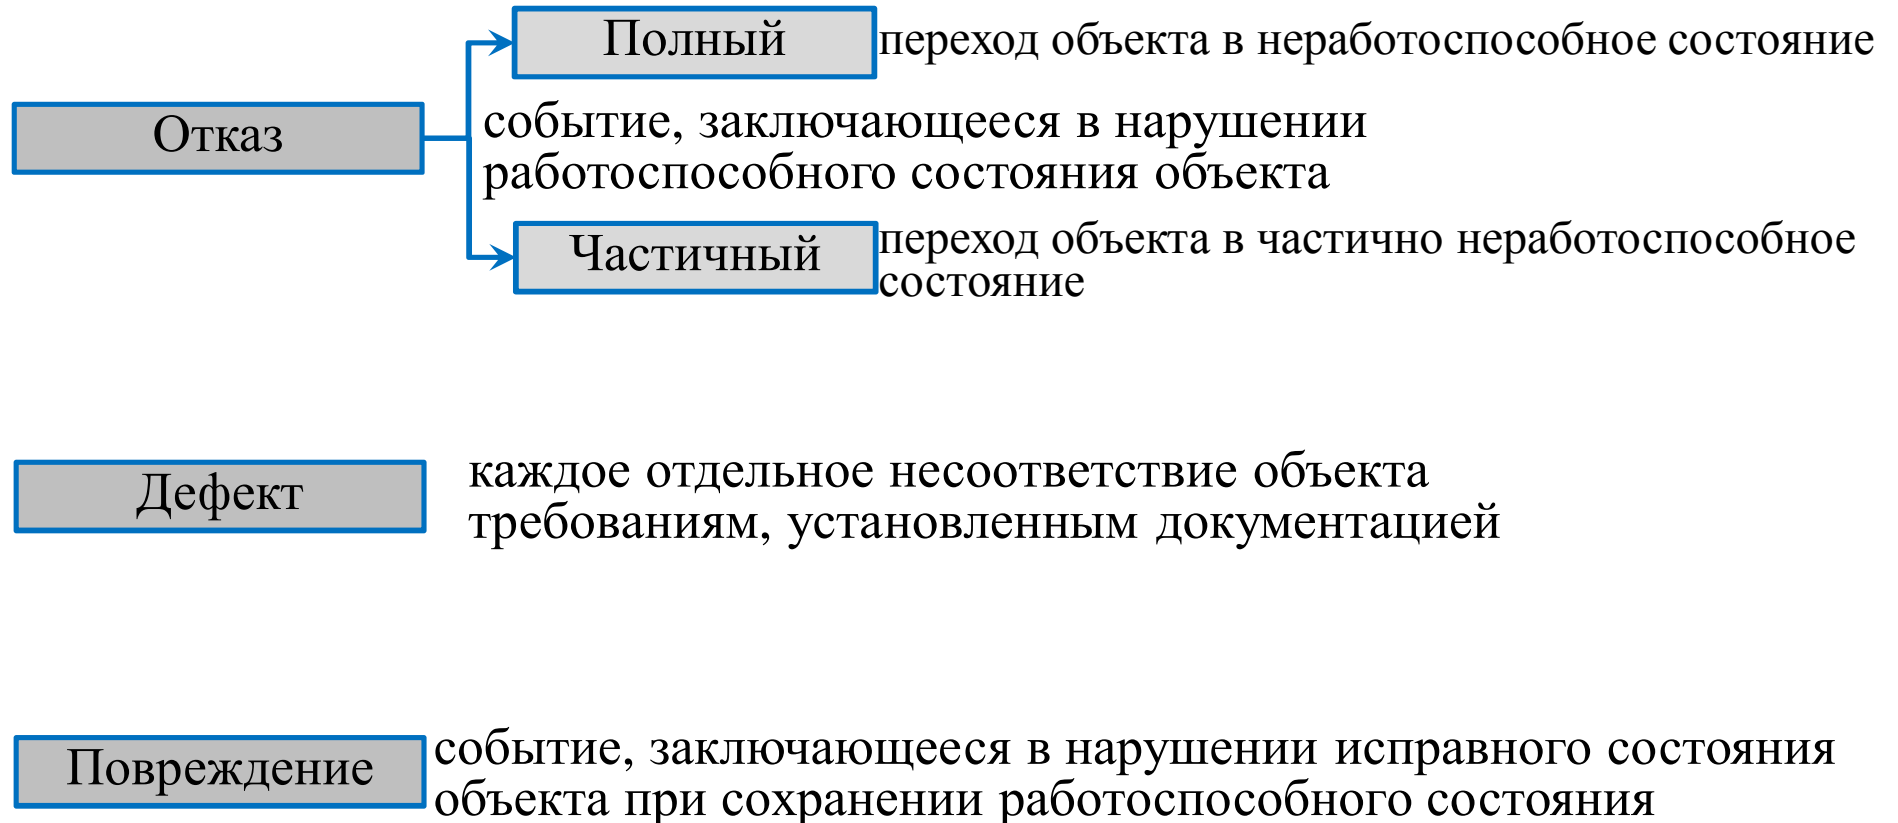 Полный
переход объекта в неработоспособное состояние
Отказ
событие, заключающееся в нарушении
работоспособного состояния объекта
Частичный
переход объекта в частично неработоспособное
состояние
Дефект
каждое отдельное несоответствие объекта
требованиям, установленным документацией
Повреждение
событие, заключающееся в нарушении исправного состояния
объекта при сохранении работоспособного состояния